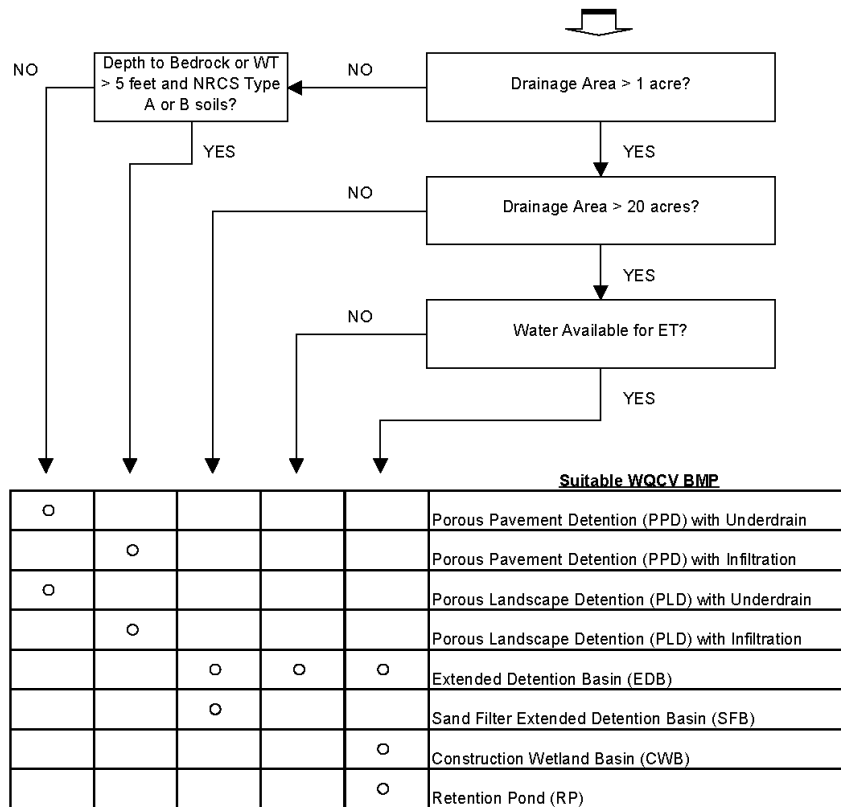 NO
Depth to Bedrock or WT
> 5 feet and NRCS Type
A or B soils?
NO
Drainage Area > 1 acre?
YES
YES
NO
Drainage Area > 20 acres?
YES
NO
Water Available for ET?
YES
Suitable WQCV BMP
Porous Pavement Detention (PPD) with Underdrain
Porous Pavement Detention (PPD) with Infiltration
Porous Landscape Detention (PLD) with Underdrain
Porous Landscape Detention (PLD) with Infiltration
Extended Detention Basin (EDB)
Sand Filter Extended Detention Basin (SFB)
Construction Wetland Basin (CWB)
Retention Pond (RP)